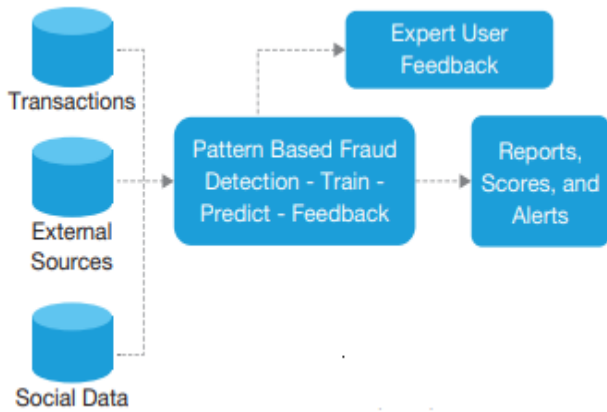 Transactions
External
Sources
Social Data
Pattern Based Fraud
Detection - Train -
Predict - Feedback
Expert User
Feedback
Reports,
Scores, and
Alerts